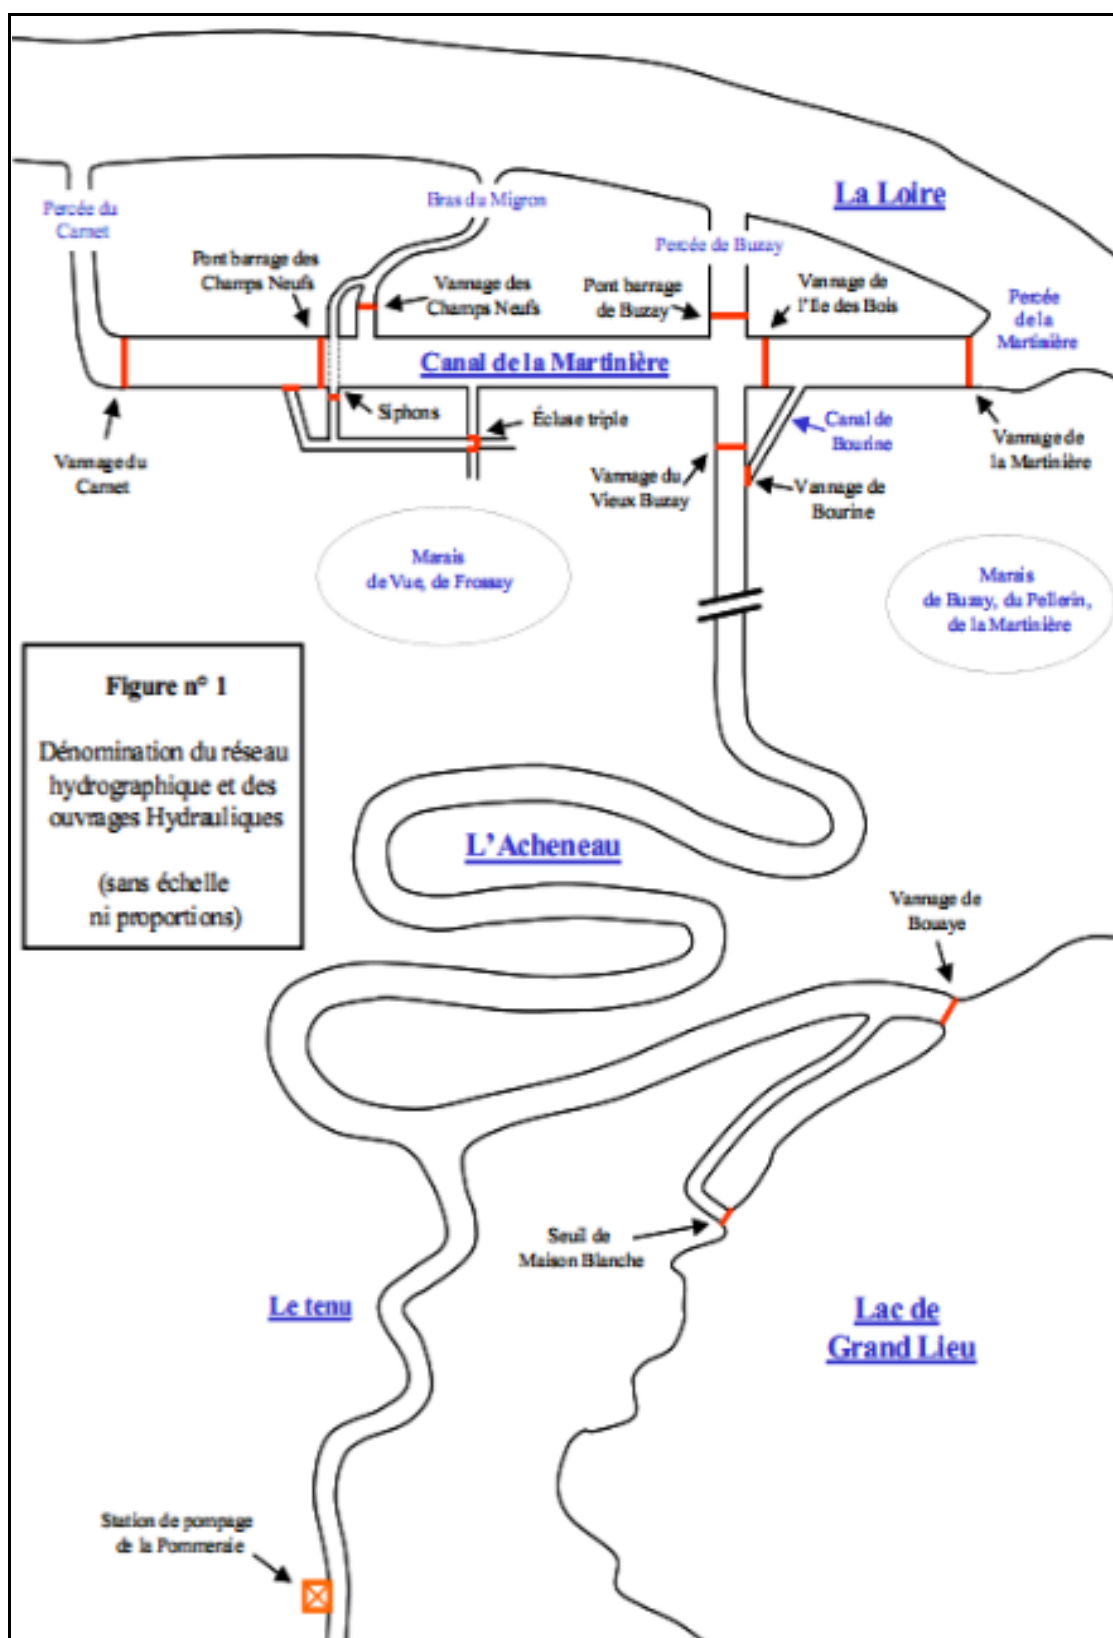 La Loire
Percée du
Carnet
Bras du Migron
Percée de Buzay
Pont barrage des
Champs Neufs
Vannage des
Champs Neufs
Pont barrage
de Buzay
Vannage de
l'Ile des Bois
Percée
de la
Martinière
Canal de la Martinière
Siphons
Écluse triple
Canal de
Bourine
Vannage du
Carnet
Vannage du
Vieux Buzay
Vannage de
Bourine
Vannage de
la Martinière
Marais
de Vue, de Frossay
Marais
de Buzay, du Pellerin,
de la Martinière
Figure n° 1
Dénomination du réseau
hydrographique et des
ouvrages Hydrauliques
(sans échelle
ni proportions)
L'Acheneau
Vannage de
Bouaye
Seuil de
Maison Blanche
Le tenu
Lac de
Grand Lieu
Station de pompage
de la Pommeraie